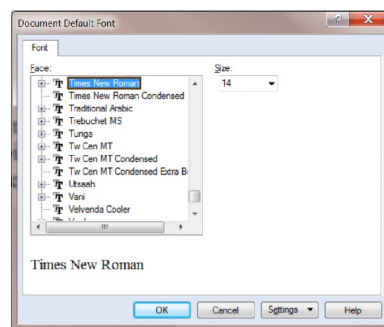 Document Default Font
? X
Font
Face:
Size:
Times New Roman
14
Times New Roman Condensed
Traditional Arabic
Trebuchet MS
Tunga
Tw Cen MT
Tw Cen MT Condensed
Tw Cen MT Condensed Extra B
Utsaah
Vani
Velvenda Cooler
Times New Roman
OK
Cancel
Settings
Help